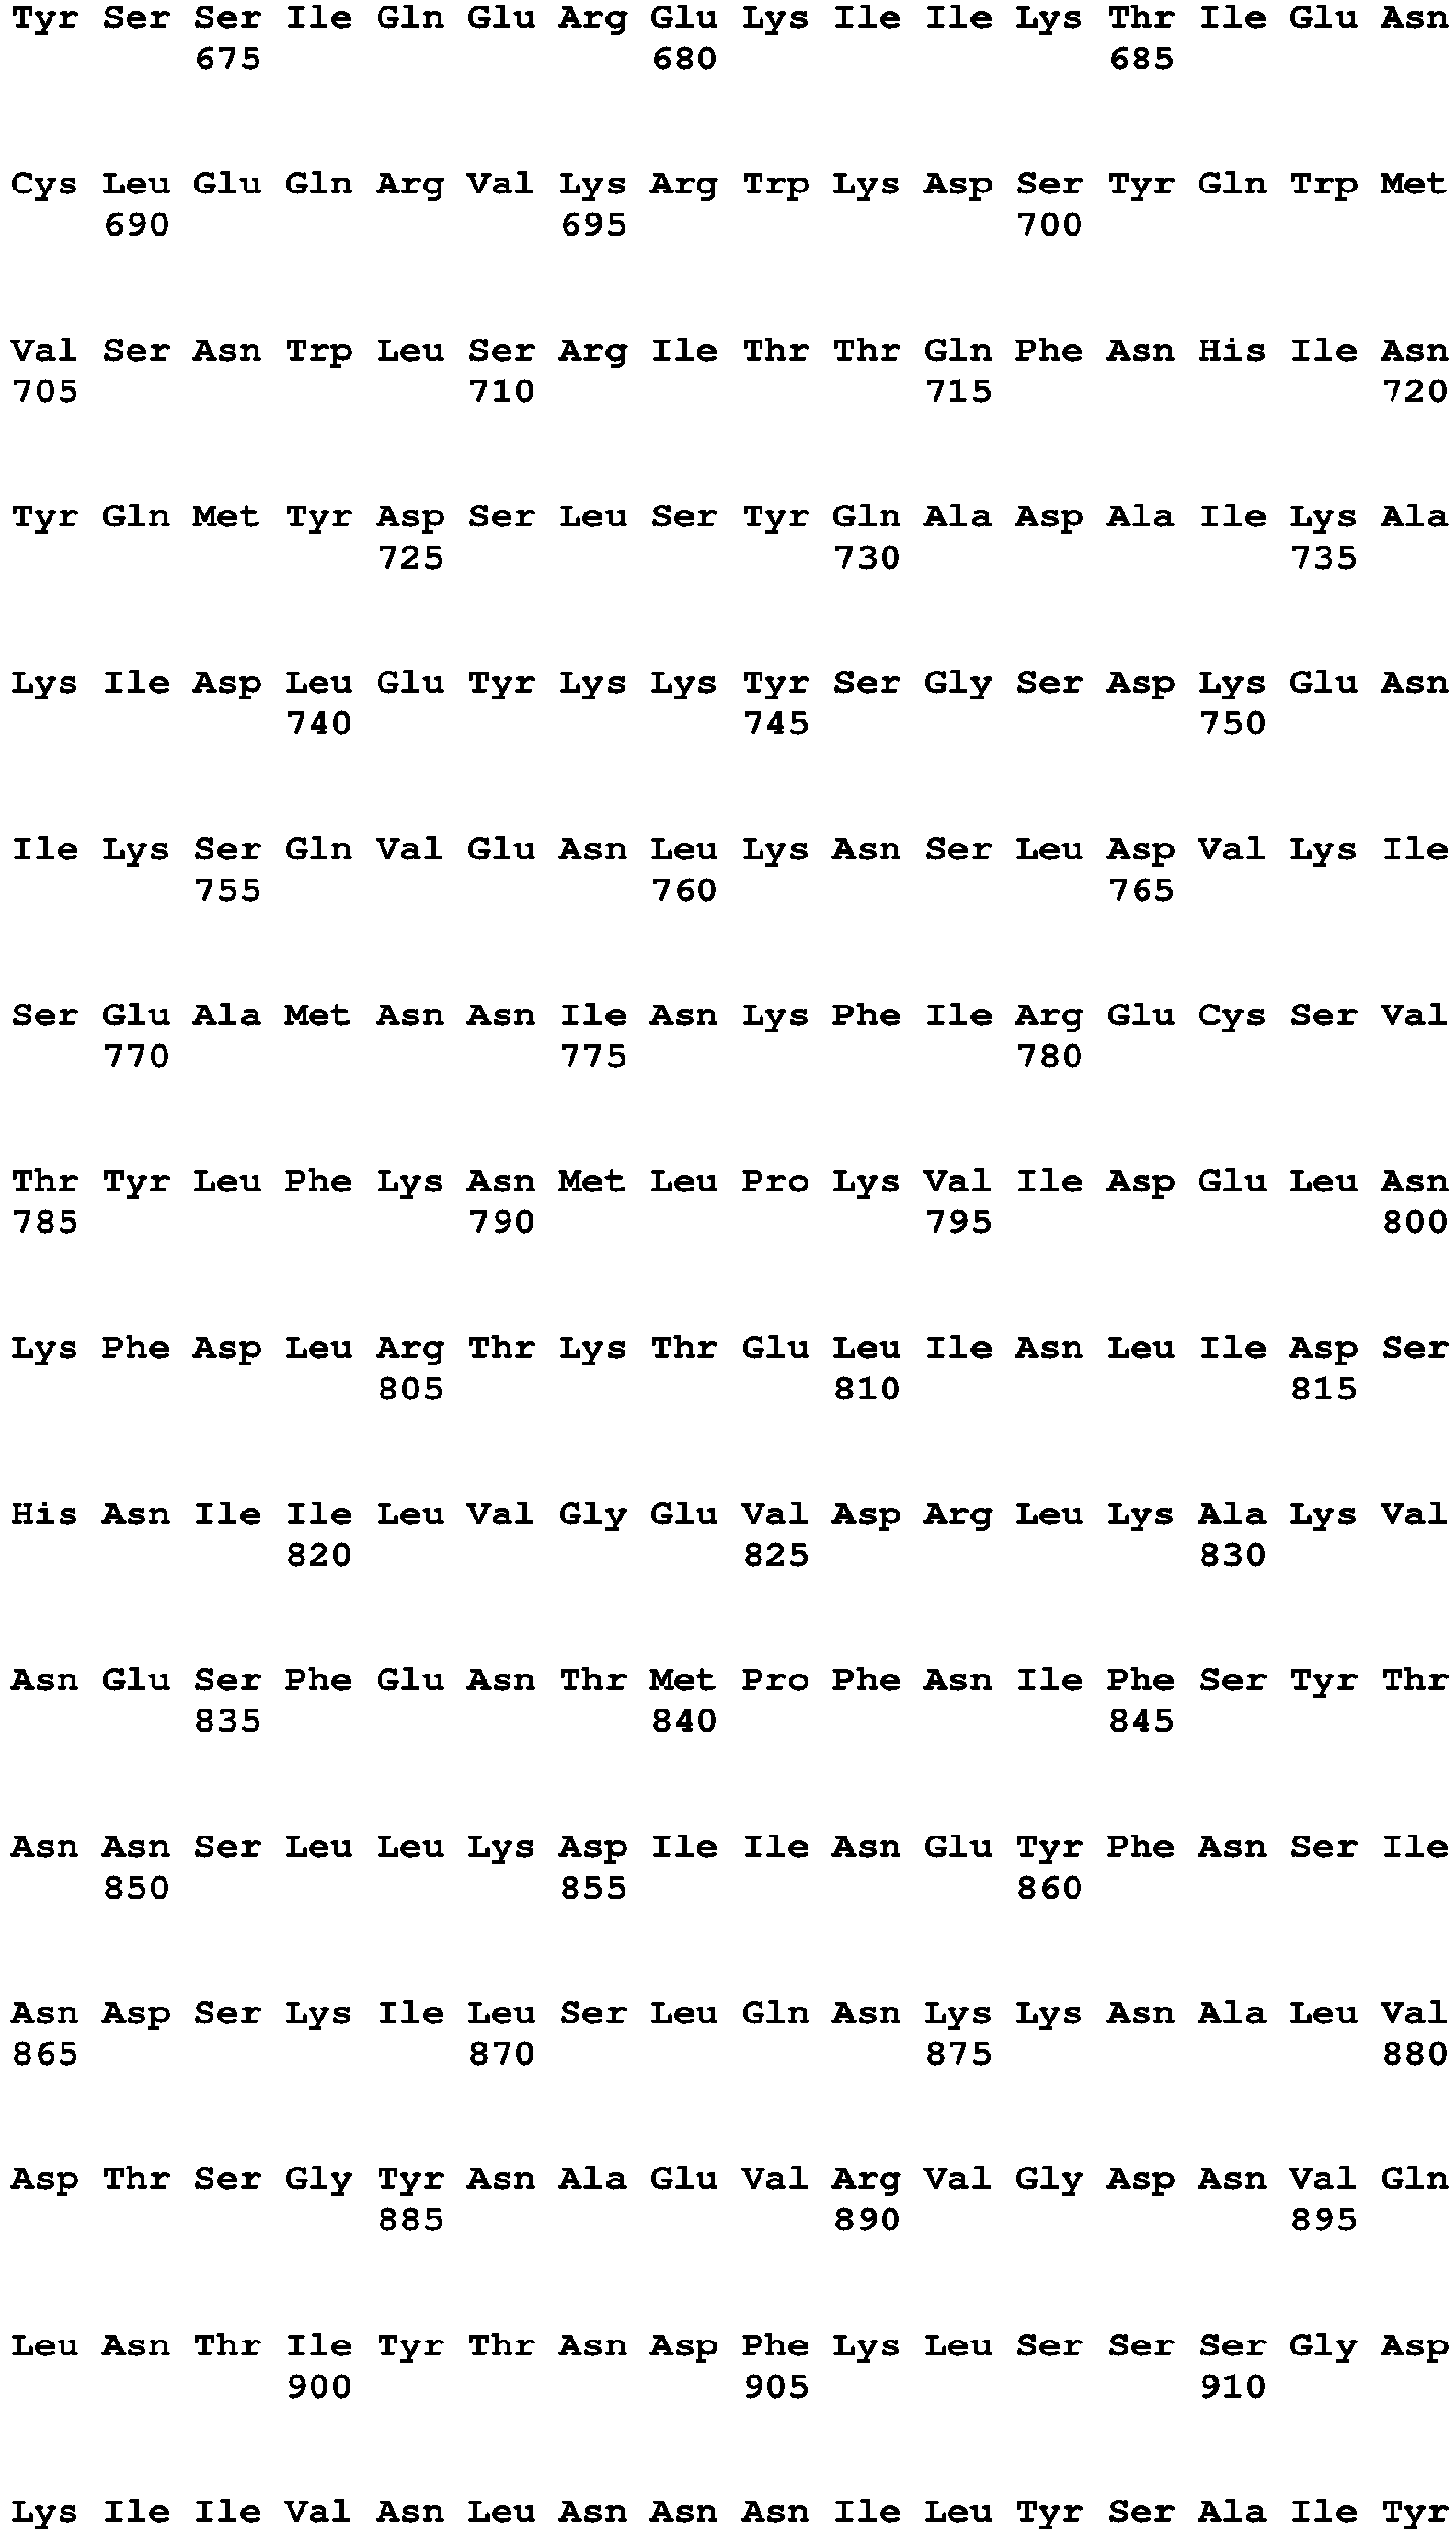 Tyr Ser Ser Ile Gln Glu Arg Glu Lys Ile Ile Lys Thr Ile Glu Asn
675 680 685
Cys Leu Glu Gln Arg Val Lys Arg Trp Lys Asp Ser Tyr Gln Trp Met
690 695 700
Val Ser Asn Trp Leu Ser Arg Ile Thr Thr Gln Phe Asn His Ile Asn
705 710 715 720
Tyr Gln Met Tyr Asp Ser Leu Ser Tyr Gln Ala Asp Ala Ile Lys Ala
725 730 735
Lys Ile Asp Leu Glu Tyr Lys Lys Tyr Ser Gly Ser Asp Lys Glu Asn
740 745 750
Ile Lys Ser Gln Val Glu Asn Leu Lys Asn Ser Leu Asp Val Lys Ile
755 760 765
Ser Glu Ala Met Asn Asn Ile Asn Lys Phe Ile Arg Glu Cys Ser Val
770 775 780
Thr Tyr Leu Phe Lys Asn Met Leu Pro Lys Val Ile Asp Glu Leu Asn
785 790 795 800
Lys Phe Asp Leu Arg Thr Lys Thr Glu Leu Ile Asn Leu Ile Asp Ser
805 810 815
His Asn Ile Ile Leu Val Gly Glu Val Asp Arg Leu Lys Ala Lys Val
820 825 830
Asn Glu Ser Phe Glu Asn Thr Met Pro Phe Asn Ile Phe Ser Tyr Thr
835 840 845
Asn Asn Ser Leu Leu Lys Asp Ile Ile Asn Glu Tyr Phe Asn Ser Ile
850 855 860
Asn Asp Ser Lys Ile Leu Ser Leu Gln Asn Lys Lys Asn Ala Leu Val
865 870 875 880
Asp Thr Ser Gly Tyr Asn Ala Glu Val Arg Val Gly Asp Asn Val Gln
885 890 895
Leu Asn Thr Ile Tyr Thr Asn Asp Phe Lys Leu Ser Ser Ser Gly Asp
900 905 910
Lys Ile Ile Val Asn Leu Asn Asn Asn Ile Leu Tyr Ser Ala Ile Tyr